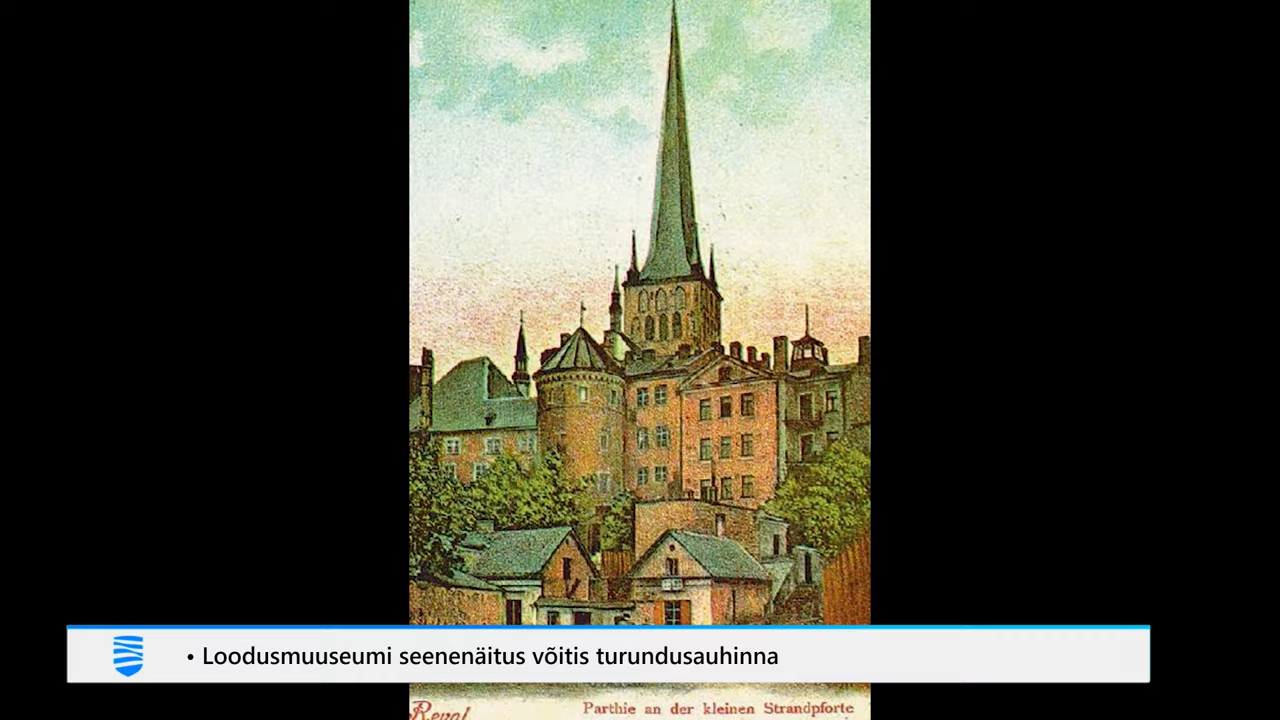 • Loodusmuuseumi seenenäitus võitis turundusauhinna
Reval
Parthie an der kleinen Strandpforte